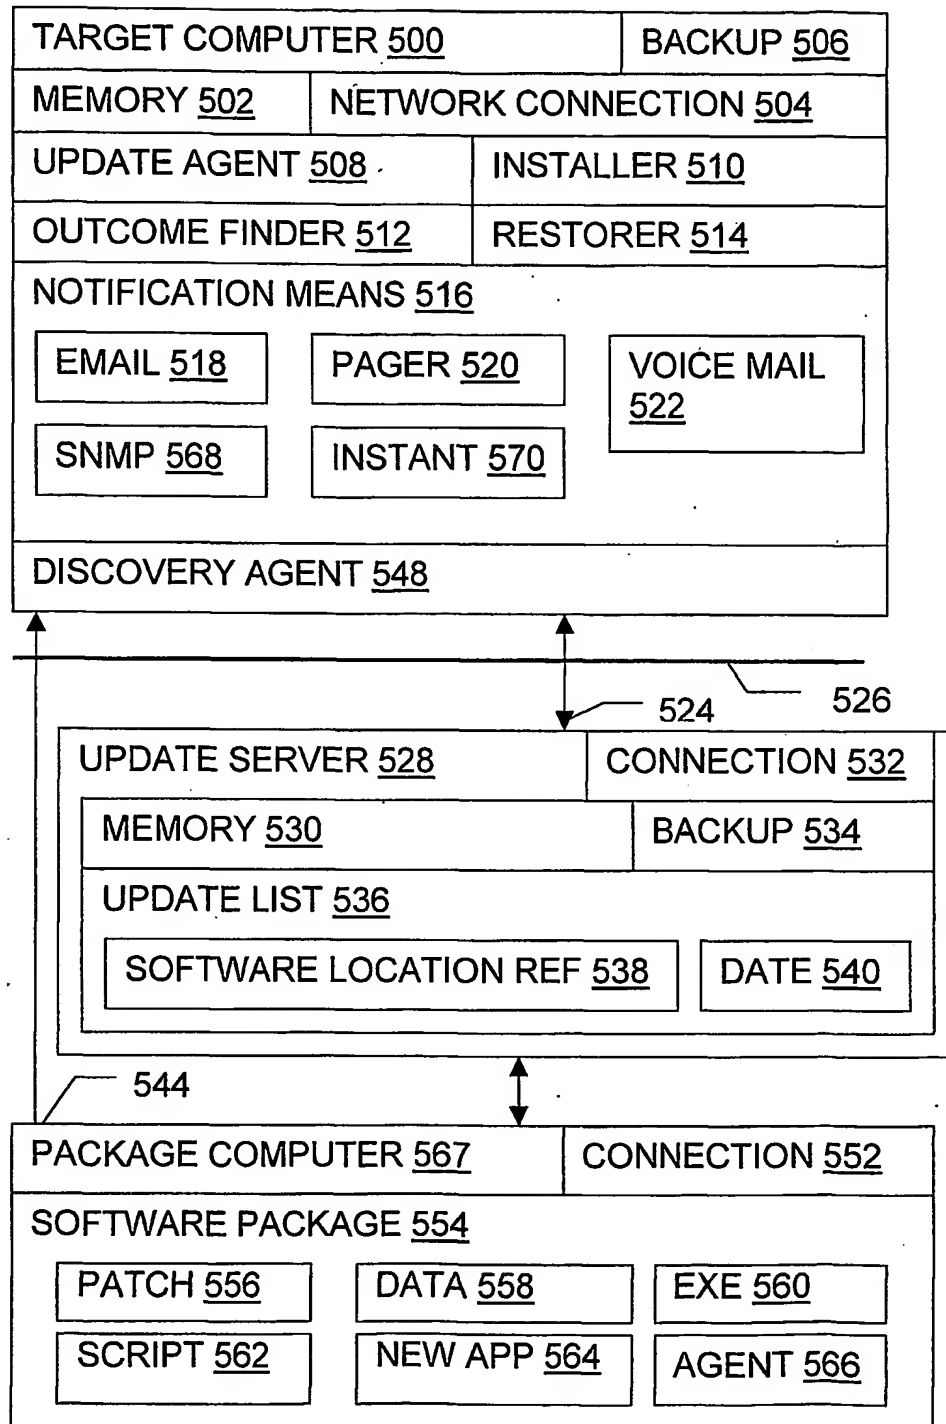 TARGET COMPUTER 500
BACKUP 506
MEMORY 502
NETWORK CONNECTION 504
UPDATE AGENT 508
INSTALLER 510
OUTCOME FINDER 512
RESTORER 514
NOTIFICATION MEANS 516
EMAIL 518
PAGER 520
VOICE MAIL
522
SNMP 568
INSTANT 570
DISCOVERY AGENT 548
526
524
UPDATE SERVER 528
CONNECTION 532
MEMORY 530
BACKUP 534
UPDATE LIST 536
SOFTWARE LOCATION REF 538
DATE 540
544
PACKAGE COMPUTER 567
CONNECTION 552
SOFTWARE PACKAGE 554
PATCH 556
DATA 558
EXE 560
SCRIPT 562
NEW APP 564
AGENT 566